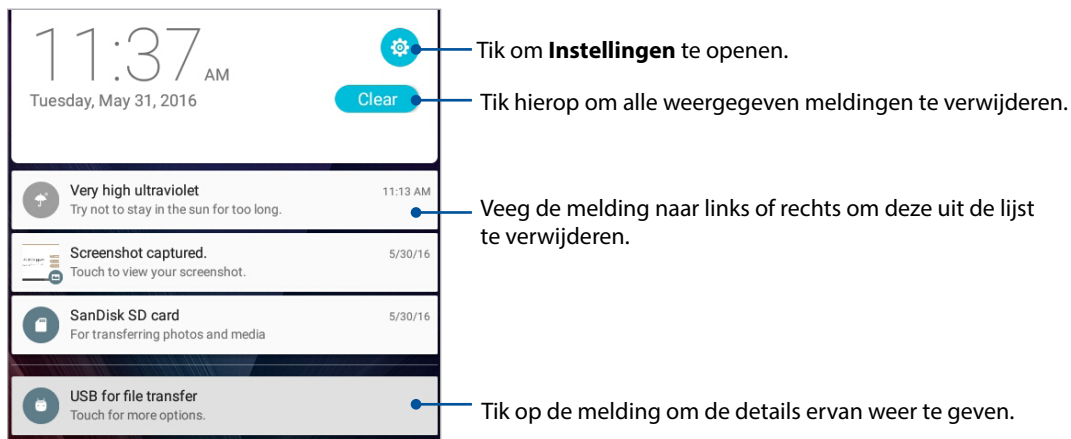 11:37 AM
Tik om Instellingen te openen.
Tuesday, May 31, 2016
Clear
Tik hierop om alle weergegeven meldingen te verwijderen.
Very high ultraviolet
11:13 AM
Try not to stay in the sun for too long.
Veeg de melding naar links of rechts om deze uit de lijst
te verwijderen.
Screenshot captured.
5/30/16
Touch to view your screenshot.
SanDisk SD card
5/30/16
For transferring photos and media
USB for file transfer
Touch for more options.
Tik op de melding om de details ervan weer te geven.